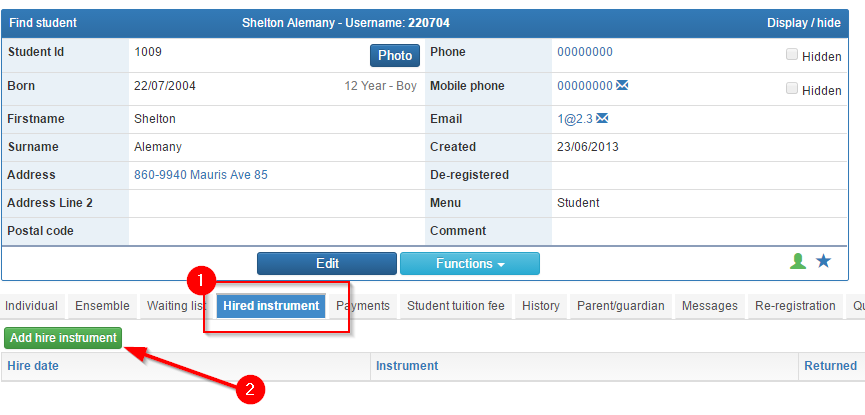 Find student Shelton Alemany - Username: 220704 Display / hide
Student Id 1009 Photo Phone 00000000 Hidden
Born 22/07/2004 12 Year - Boy Mobile phone 00000000 Hidden
Firstname Shelton Email 1@2.3
Surname Alemany Created 23/06/2013
Address 860-9940 Mauris Ave 85 De-registered
Address Line 2 Menu Student
Postal code Comment
Edit Functions
1
Individual Ensemble Waiting list Hired instrument Payments Student tuition fee History Parent/guardian Messages Re-registration
Add hire instrument
Hire date Instrument Returned
2